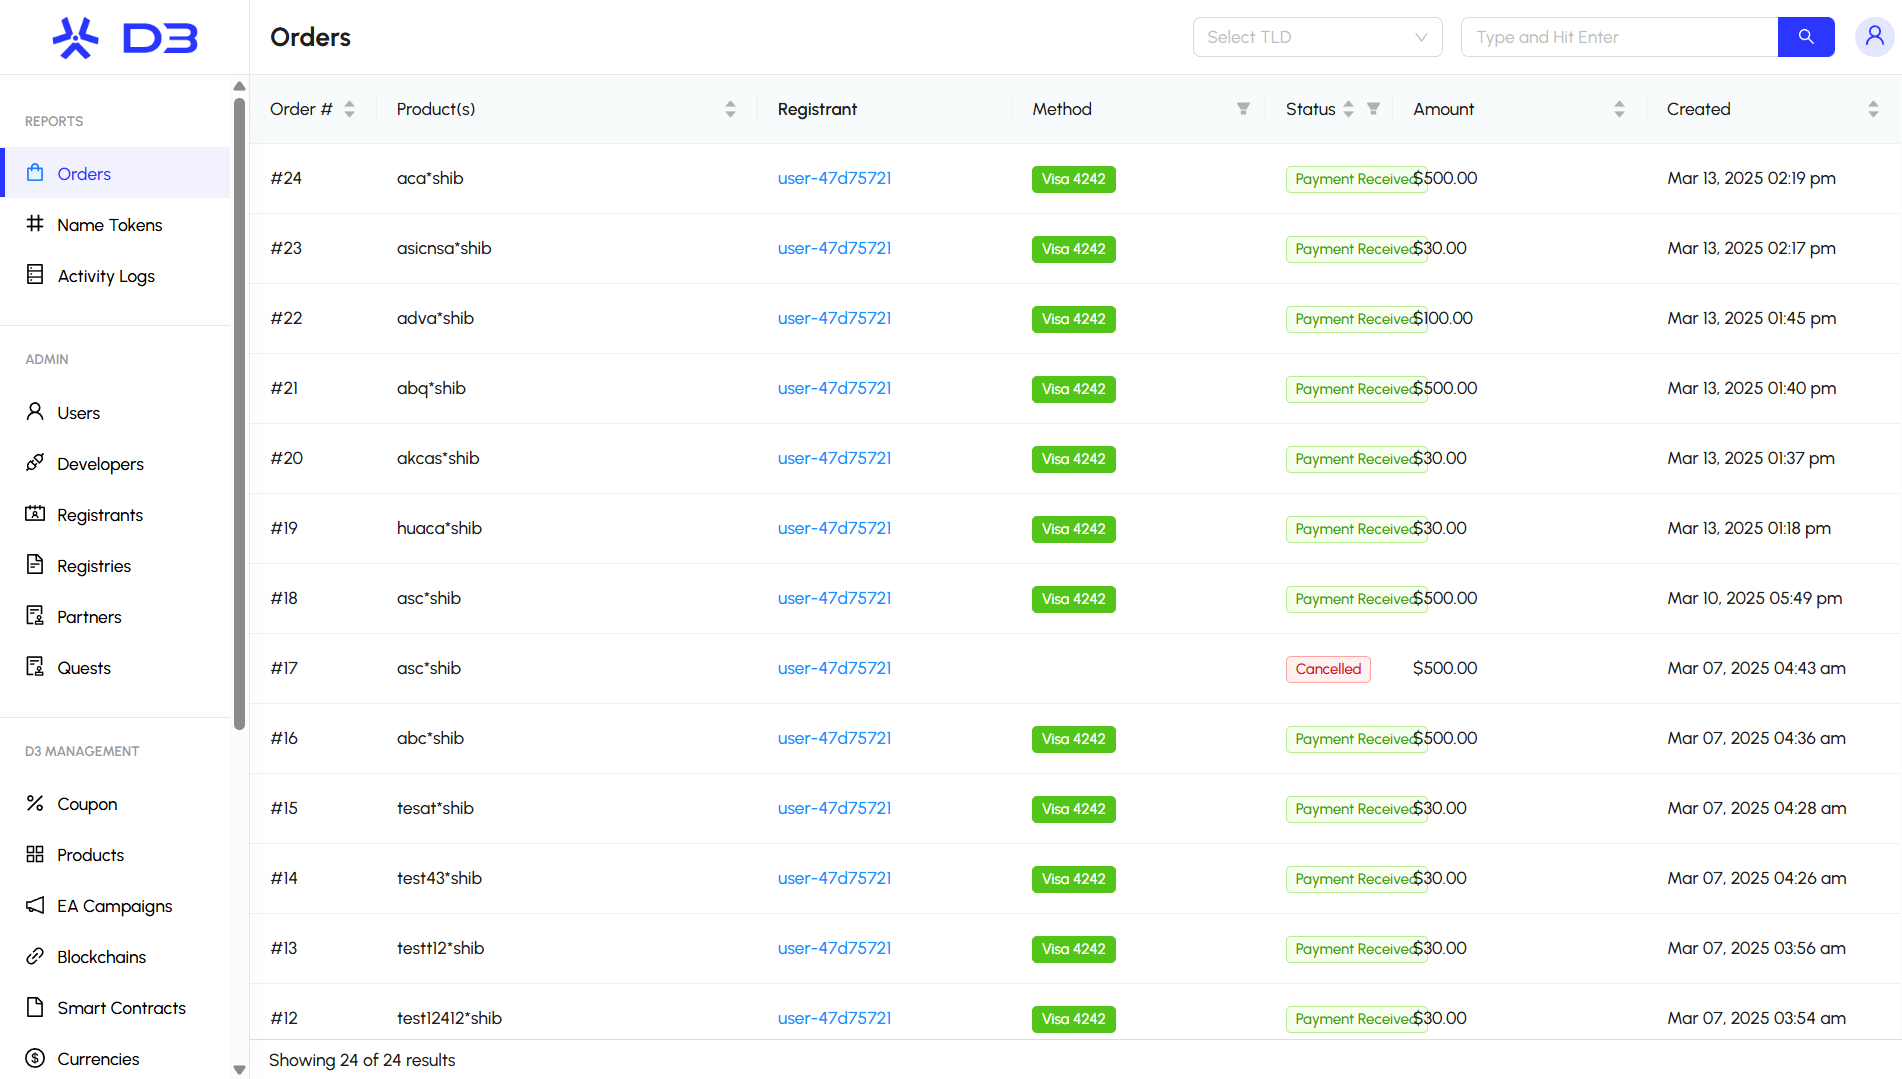 D3
Orders
Select TLD
Type and Hit Enter
REPORTS
Orders
Name Tokens
Activity Logs
ADMIN
Users
Developers
Registrants
Registries
Partners
Quests
D3 MANAGEMENT
Coupon
Products
EA Campaigns
Blockchains
Smart Contracts
Currencies
Order # Product(s) Registrant Method Status Amount Created
#24 aca*shib user-47d75721 Visa 4242 Payment Received $500.00 Mar 13, 2025 02:19 pm
#23 asicnsa*shib user-47d75721 Visa 4242 Payment Received $30.00 Mar 13, 2025 02:17 pm
#22 adva*shib user-47d75721 Visa 4242 Payment Received $100.00 Mar 13, 2025 01:45 pm
#21 abq*shib user-47d75721 Visa 4242 Payment Received $500.00 Mar 13, 2025 01:40 pm
#20 akcas*shib user-47d75721 Visa 4242 Payment Received $30.00 Mar 13, 2025 01:37 pm
#19 huaca*shib user-47d75721 Visa 4242 Payment Received $30.00 Mar 13, 2025 01:18 pm
#18 asc*shib user-47d75721 Visa 4242 Payment Received $500.00 Mar 10, 2025 05:49 pm
#17 asc*shib user-47d75721 Cancelled $500.00 Mar 07, 2025 04:43 am
#16 abc*shib user-47d75721 Visa 4242 Payment Received $500.00 Mar 07, 2025 04:36 am
#15 tesat*shib user-47d75721 Visa 4242 Payment Received $30.00 Mar 07, 2025 04:28 am
#14 test43*shib user-47d75721 Visa 4242 Payment Received $30.00 Mar 07, 2025 04:26 am
#13 testt12*shib user-47d75721 Visa 4242 Payment Received $30.00 Mar 07, 2025 03:56 am
#12 test12412*shib user-47d75721 Visa 4242 Payment Received $30.00 Mar 07, 2025 03:54 am
Showing 24 of 24 results